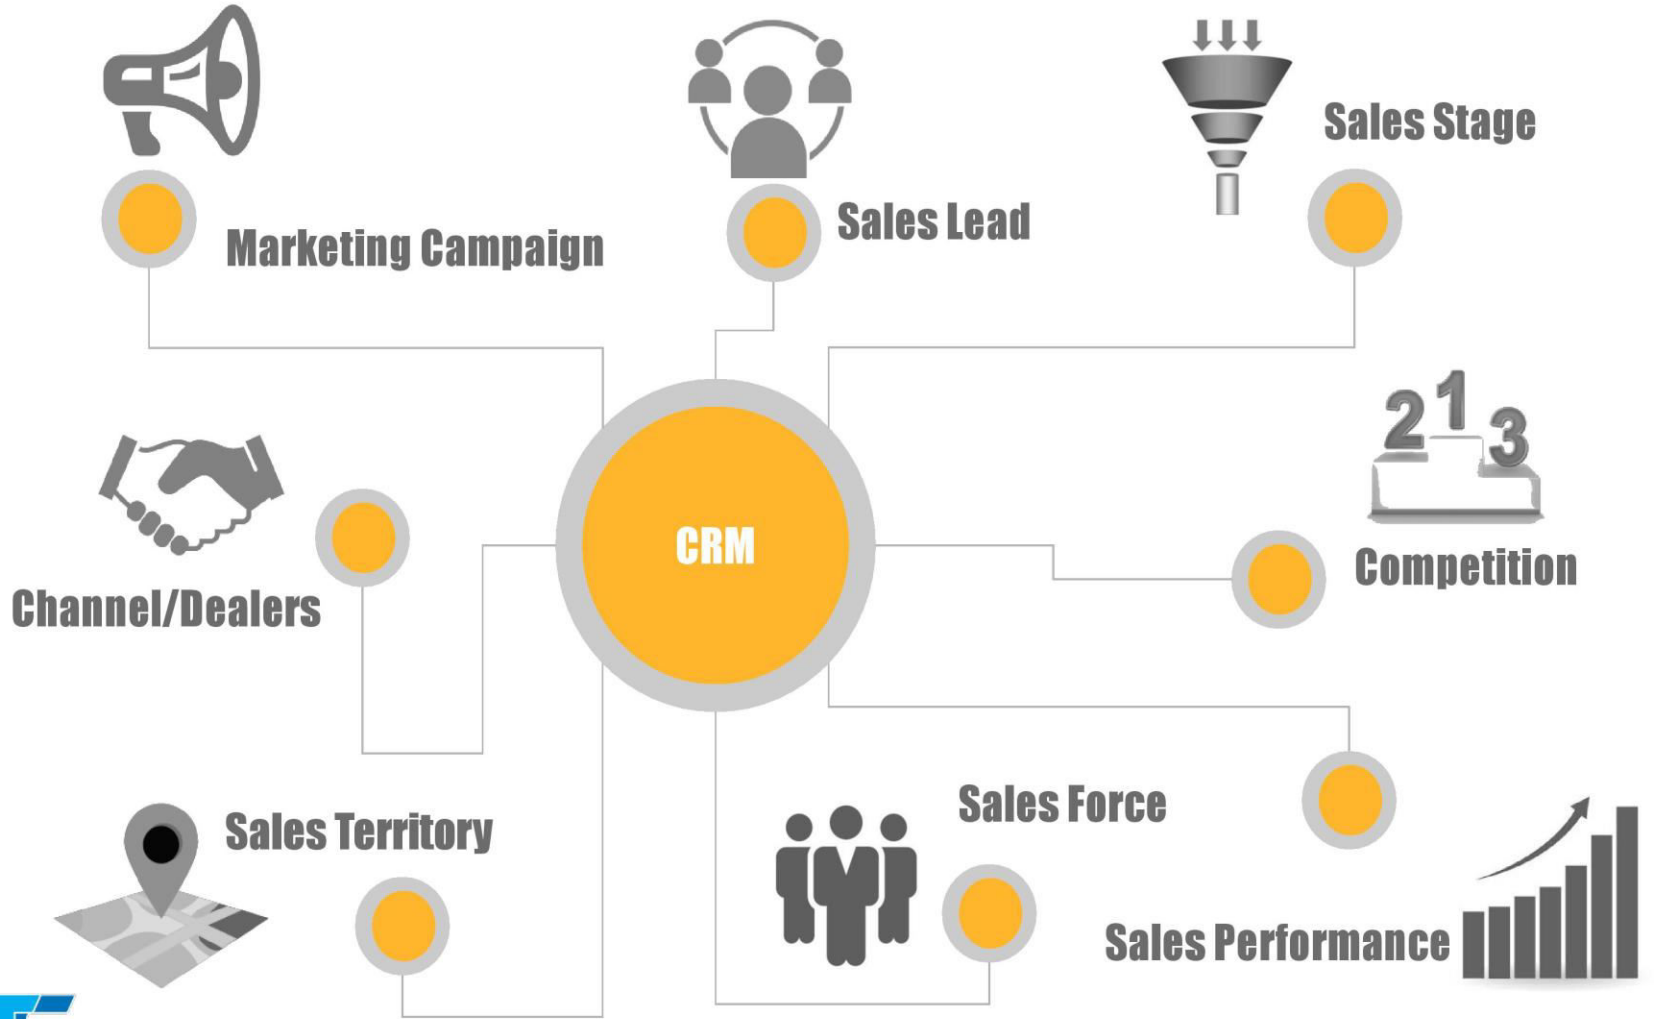 Sales Stage
Sales Lead
Marketing Campaign
2 1 3
CRM
Competition
Channel/Dealers
Sales Force
Sales Territory
Sales Performance